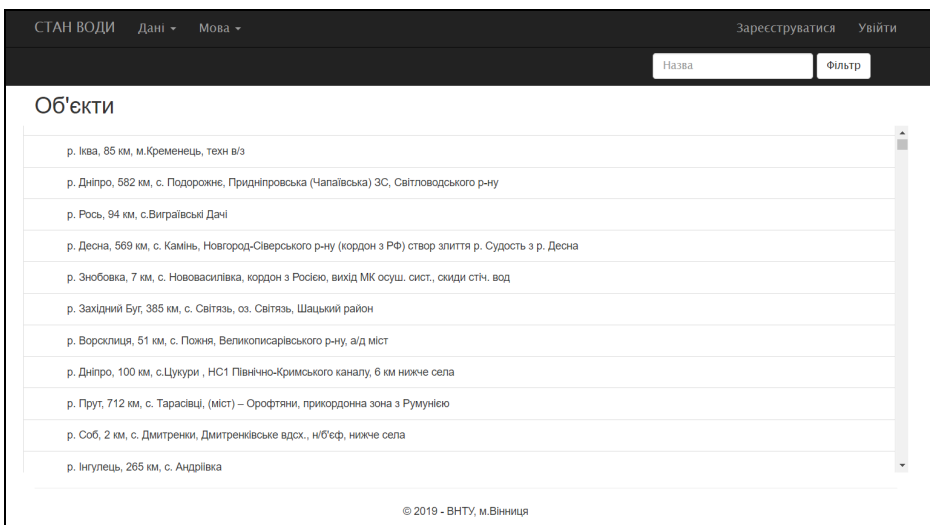 СТАН ВОДИ Дані Мова Зареєструватися Увійти
Назва Фільтр
Об'єкти
р. Іква, 85 км, м.Кременець, техн в/з
р. Дніпро, 582 км, с. Подорожнє, Придніпровська (Чапаївська) ЗС, Світловодського р-ну
р. Рось, 94 км, с.Виграївські Дачі
р. Десна, 569 км, с. Камінь, Новгород-Сіверського р-ну (кордон з РФ) створ злиття р. Судость з р. Десна
р. Знобовка, 7 км, с. Нововасилівка, кордон з Росією, вихід МК осуш. сист., скиди стіч. вод
р. Західний Буг, 385 км, с. Світязь, оз. Світязь, Шацький район
р. Ворсклиця, 51 км, с. Пожня, Великописарівського р-ну, а/д міст
р. Дніпро, 100 км, с.Цукури , НС1 Північно-Кримського каналу, 6 км нижче села
р. Прут, 712 км, с. Тарасівці, (міст) – Орофтяни, прикордонна зона з Румунією
р. Соб, 2 км, с. Дмитренки, Дмитренківське вдсх., н/б'єф, нижче села
р. Інгулець, 265 км, с. Андріївка
© 2019 - ВНТУ, м.Вінниця